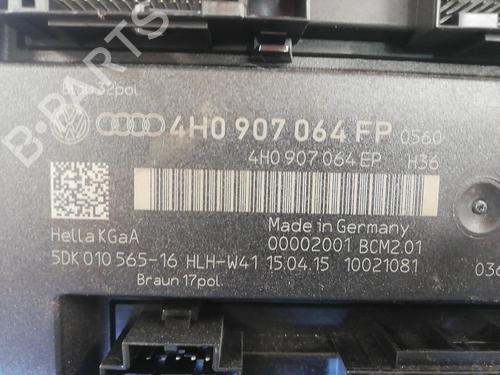 32pol
4H0 907 064 FP 0560
4H0 907 064 EP H36
Made in Germany
Hella KGaA
00002001 BCM2.01
5DK 010 565-16 HLH-W41 15.04.15 10021081
036
Braun 17pol.
B-PARTS